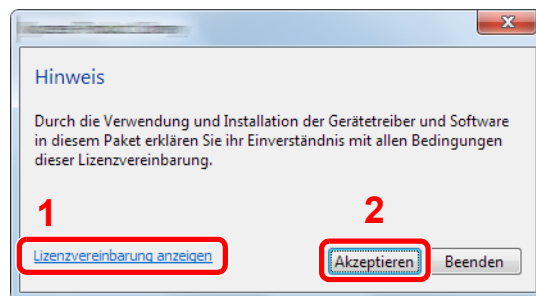 Hinweis
Durch die Verwendung und Installation der Gerätetreiber und Software
in diesem Paket erklären Sie ihr Einverständnis mit allen Bedingungen
dieser Lizenzvereinbarung.
1
2
Lizenzvereinbarung anzeigen
Akzeptieren
Beenden